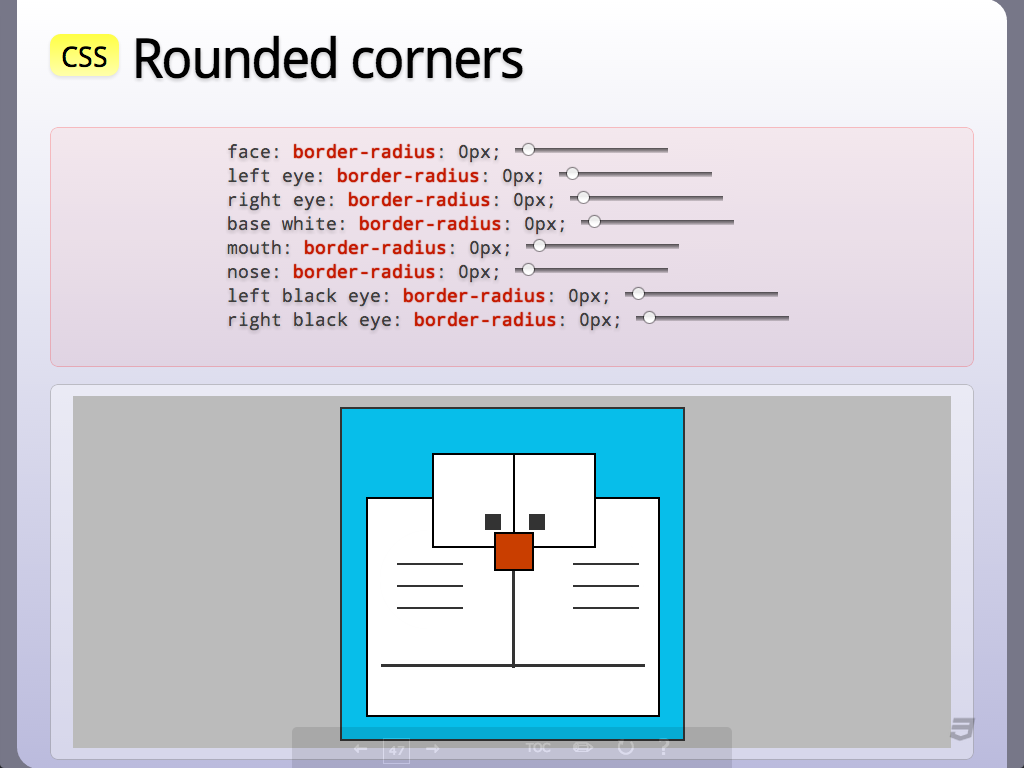 CSS Rounded corners
face: border-radius: 0px;
left eye: border-radius: 0px;
right eye: border-radius: 0px;
base white: border-radius: 0px;
mouth: border-radius: 0px;
nose: border-radius: 0px;
left black eye: border-radius: 0px;
right black eye: border-radius: 0px;
3
← 47 → TOC ?